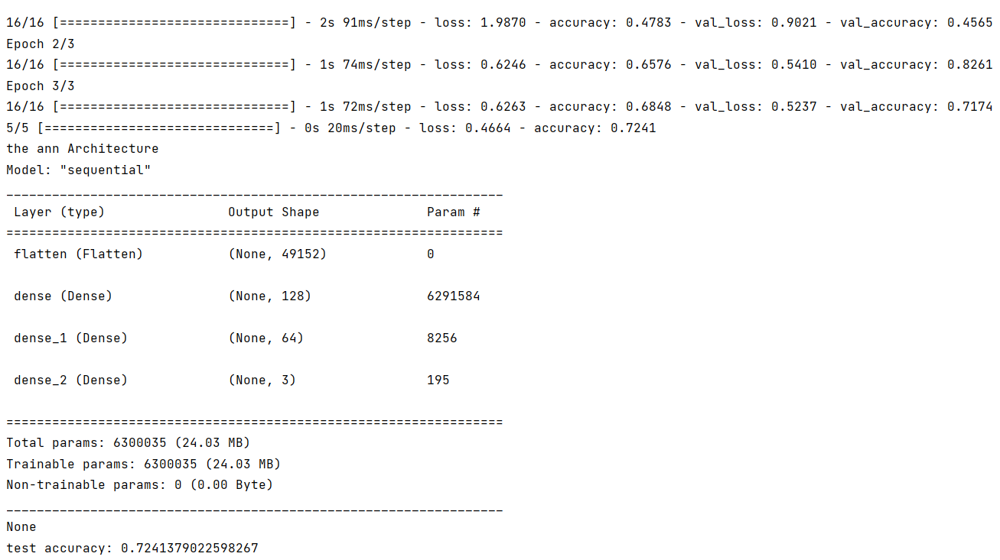 16/16 [==============================] - 2s 91ms/step - loss: 1.9870 - accuracy: 0.4783 - val_loss: 0.9021 - val_accuracy: 0.4565
Epoch 2/3
16/16 [==============================] - 1s 74ms/step - loss: 0.6246 - accuracy: 0.6576 - val_loss: 0.5410 - val_accuracy: 0.8261
Epoch 3/3
16/16 [==============================] - 1s 72ms/step - loss: 0.6263 - accuracy: 0.6848 - val_loss: 0.5237 - val_accuracy: 0.7174
5/5 [==============================] - 0s 20ms/step - loss: 0.4664 - accuracy: 0.7241
the ann Architecture
Model: "sequential"
_________________________________________________________________
 Layer (type)                Output Shape              Param #
=================================================================
 flatten (Flatten)           (None, 49152)             0
 dense (Dense)               (None, 128)               6291584
 dense_1 (Dense)             (None, 64)                8256
 dense_2 (Dense)             (None, 3)                 195
=================================================================
Total params: 6300035 (24.03 MB)
Trainable params: 6300035 (24.03 MB)
Non-trainable params: 0 (0.00 Byte)
_________________________________________________________________
None
test accuracy: 0.7241379022598267